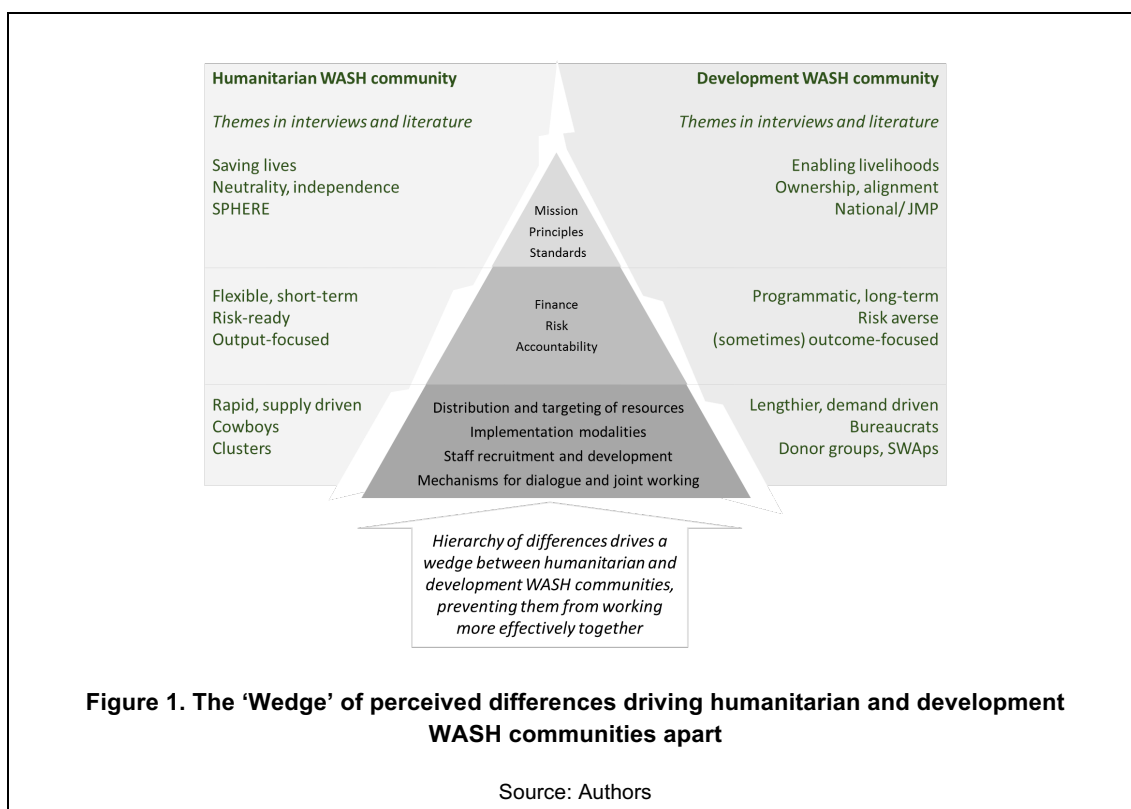 Humanitarian WASH community
Themes in interviews and literature
Saving lives
Neutrality, independence
SPHERE
Flexible, short-term
Risk-ready
Output-focused
Rapid, supply driven
Cowboys
Clusters
Mission
Principles
Standards
Finance
Risk
Accountability
Distribution and targeting of resources
Implementation modalities
Staff recruitment and development
Mechanisms for dialogue and joint working
Development WASH community
Themes in interviews and literature
Enabling livelihoods
Ownership, alignment
National/ JMP
Programmatic, long-term
Risk averse
(sometimes) outcome-focused
Lengthier, demand driven
Bureaucrats
Donor groups, SWAps
Hierarchy of differences drives a
wedge between humanitarian and
development WASH communities,
preventing them from working
more effectively together
Figure 1. The ‘Wedge’ of perceived differences driving humanitarian and development
WASH communities apart
Source: Authors